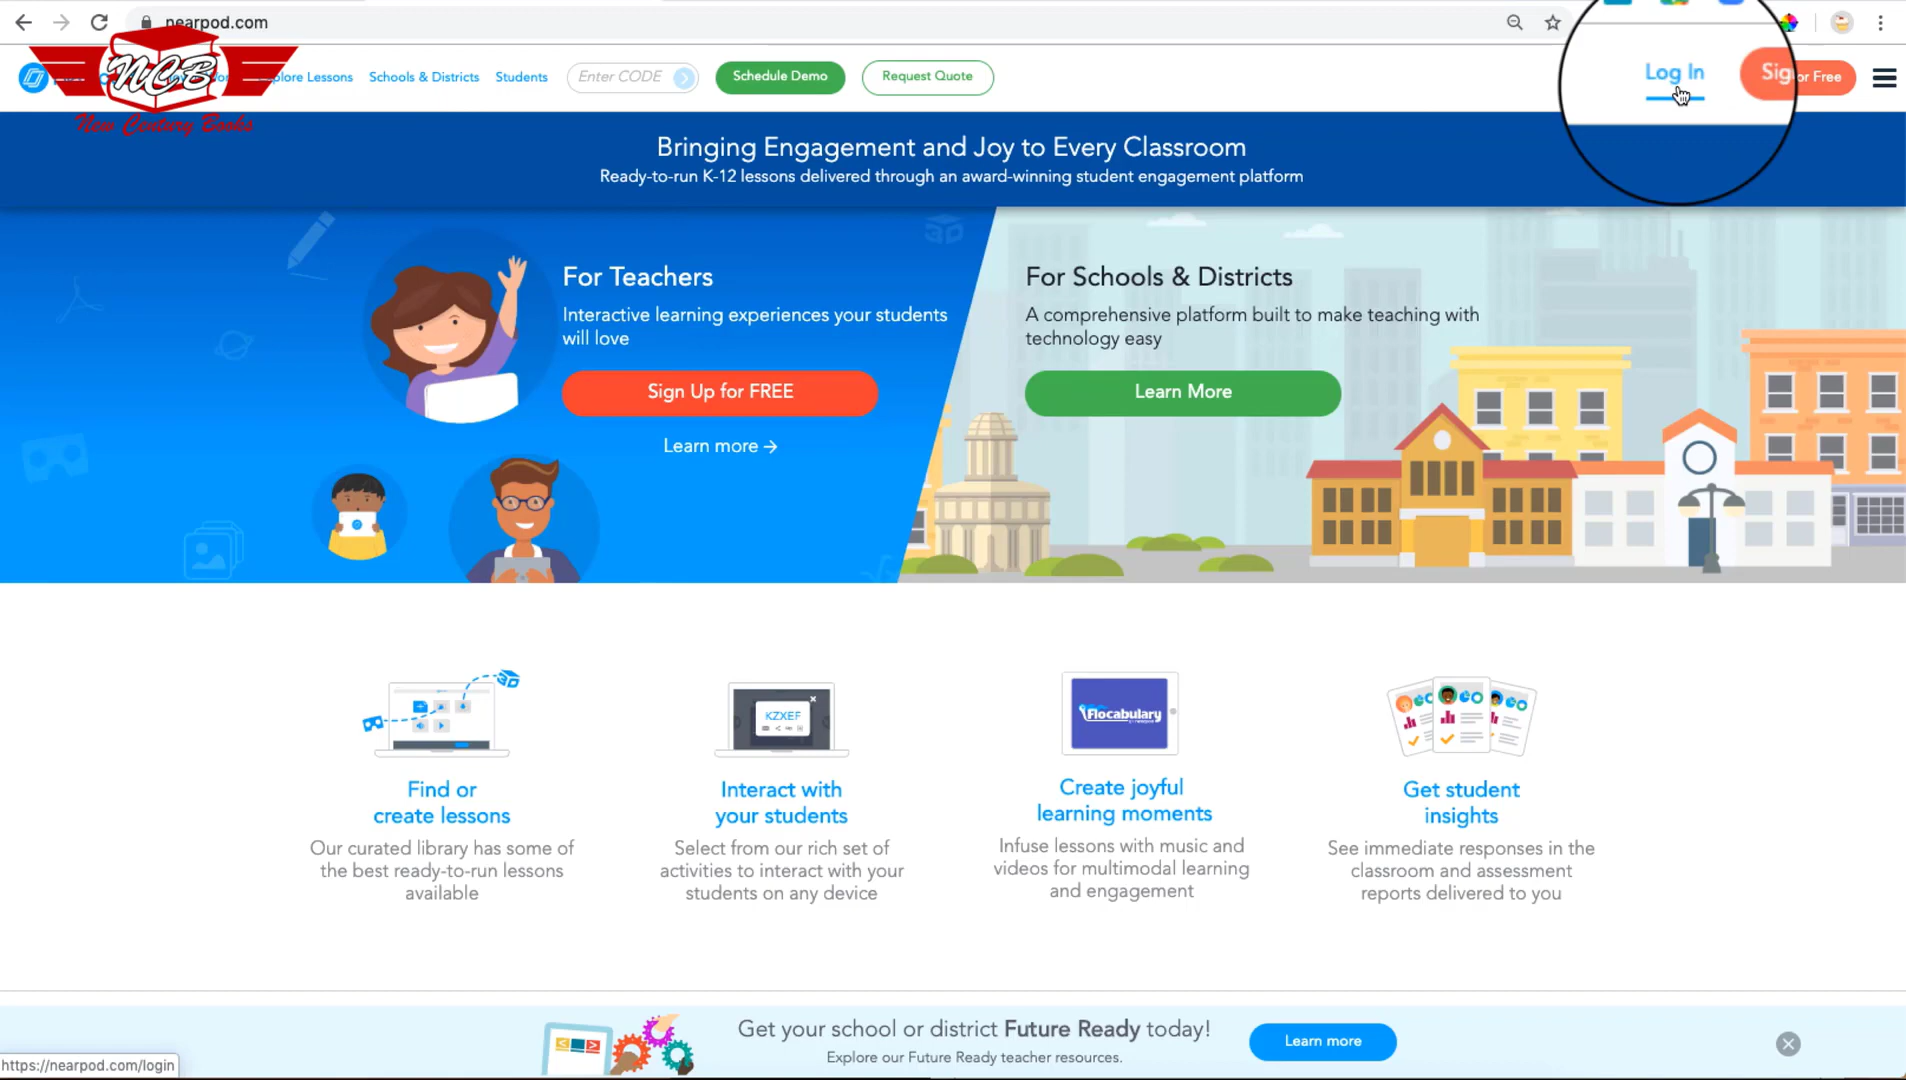 nearpod.com
NCB
New Century Books
Explore Lessons
Schools & Districts
Students
Enter CODE
Schedule Demo
Request Quote
Log In
Sig
or Free
Bringing Engagement and Joy to Every Classroom
Ready-to-run K-12 lessons delivered through an award-winning student engagement platform
3D
For Teachers
Interactive learning experiences your students
will love
Sign Up for FREE
Learn more →
For Schools & Districts
A comprehensive platform built to make teaching with
technology easy
Learn More
KZXEF
Flocabulary
Find or
create lessons
Our curated library has some of
the best ready-to-run lessons
available
Interact with
your students
Select from our rich set of
activities to interact with your
students on any device
Create joyful
learning moments
Infuse lessons with music and
videos for multimodal learning
and engagement
Get student
insights
See immediate responses in the
classroom and assessment
reports delivered to you
Get your school or district Future Ready today!
Explore our Future Ready teacher resources.
Learn more
https://nearpod.com/login